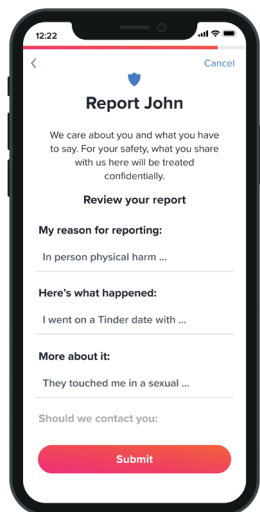 12:22
Cancel
Report John
We care about you and what you have
to say. For your safety, what you share
with us here will be treated
confidentially.
Review your report
My reason for reporting:
In person physical harm ...
Here's what happened:
I went on a Tinder date with ...
More about it:
They touched me in a sexual ...
Should we contact you:
Submit